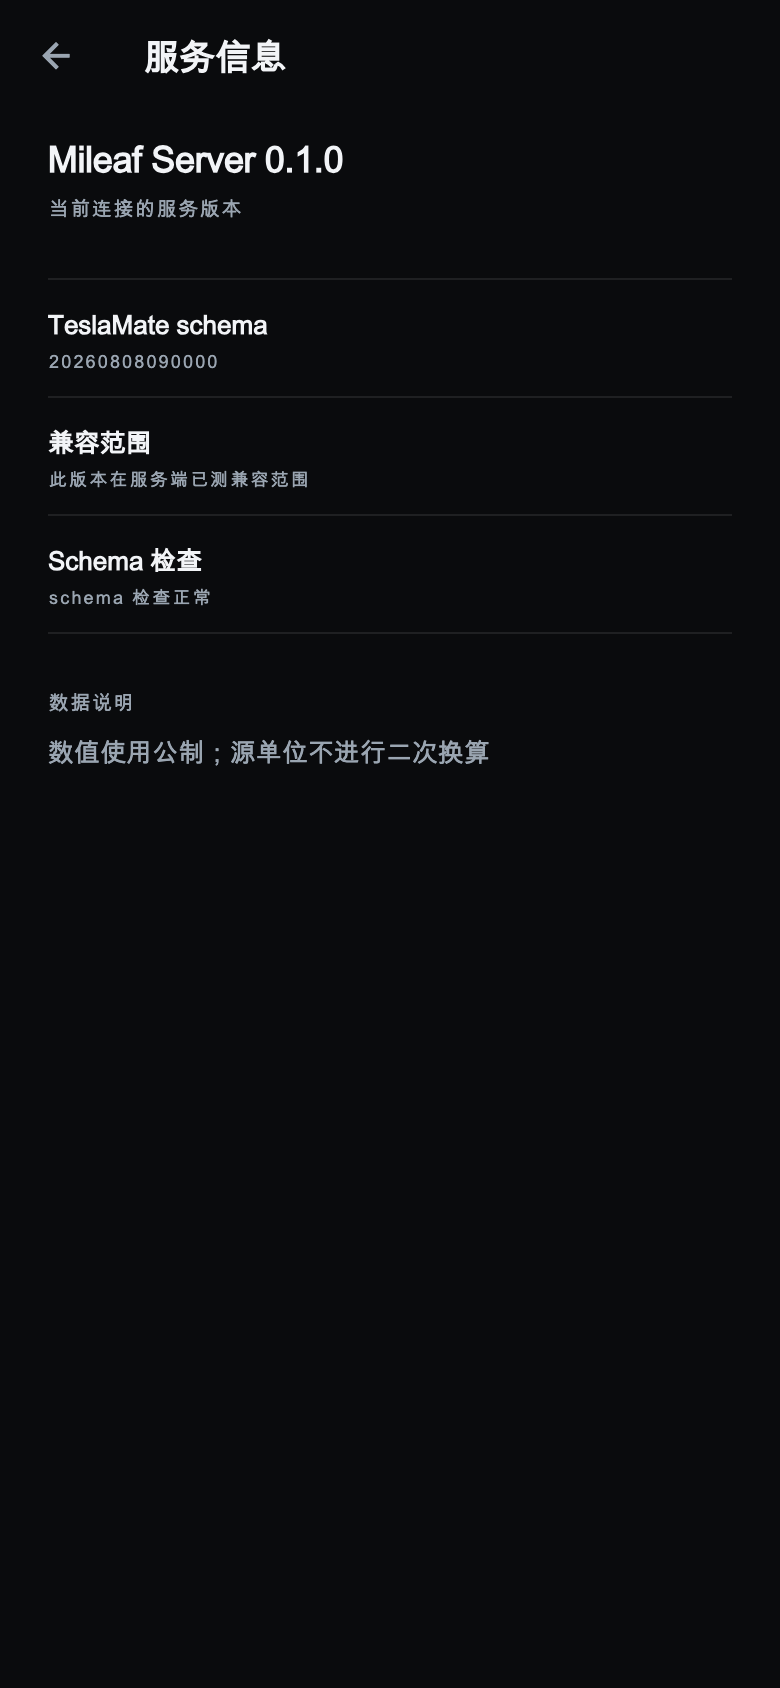 服务信息
Mileaf Server 0.1.0
当前连接的服务版本
TeslaMate schema
20260808090000
兼容范围
此版本在服务端已测兼容范围
Schema 检查
schema 检查正常
数据说明
数值使用公制；源单位不进行二次换算